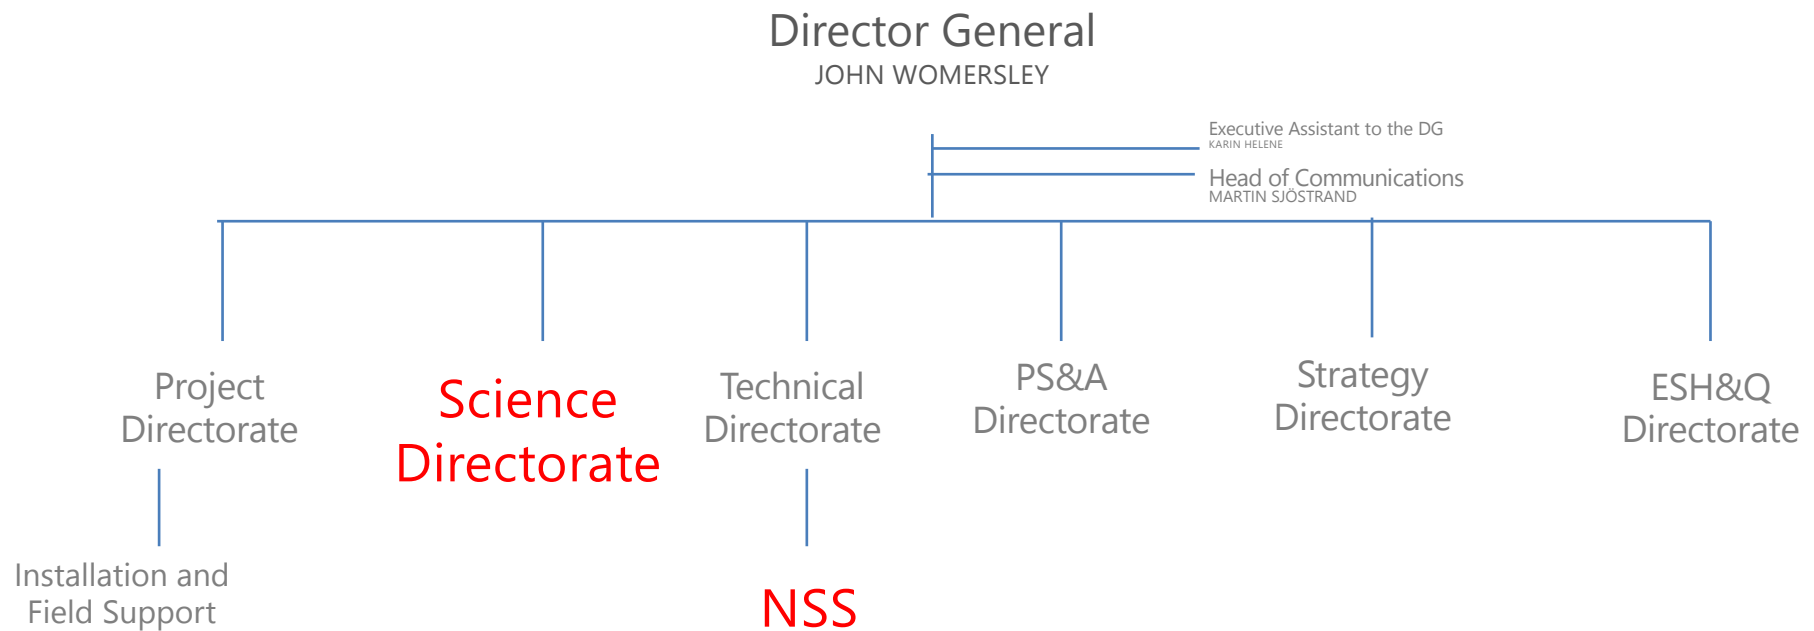 Director General
JOHN WOMERSLEY
Executive Assistant to the DG
KARIN HELENE
Head of Communications
MARTIN SJÖSTRAND
Project
Directorate
Science
Directorate
Technical
Directorate
PS&A
Directorate
Strategy
Directorate
ESH&Q
Directorate
Installation and
Field Support
NSS